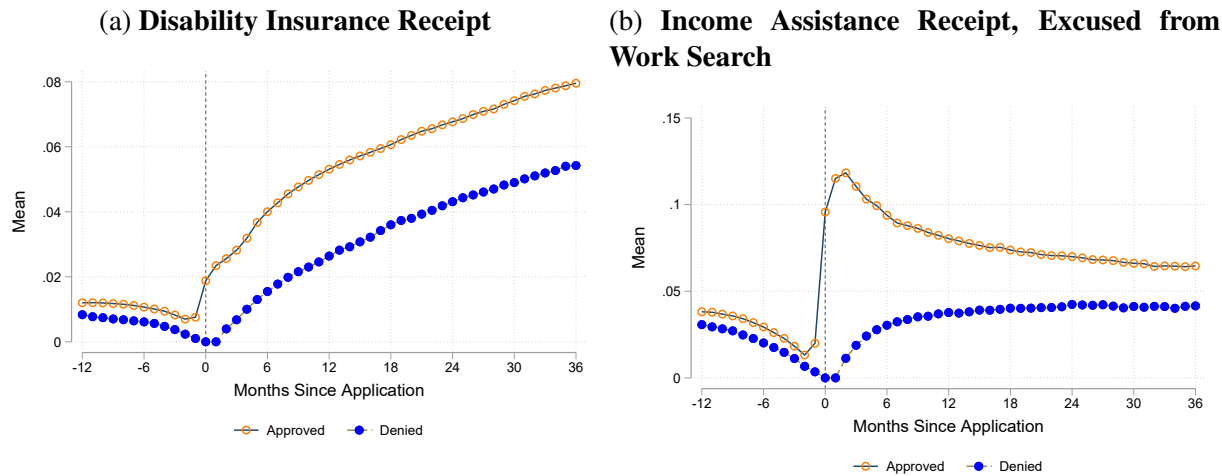 (a) Disability Insurance Receipt
.08
.06
.04
.02
0
Mean
-12
-6
0
6
12
18
24
30
36
Months Since Application
Approved
Denied
(b) Income Assistance Receipt, Excused from
Work Search
.15
.1
.05
0
Mean
-12
-6
0
6
12
18
24
30
36
Months Since Application
Approved
Denied